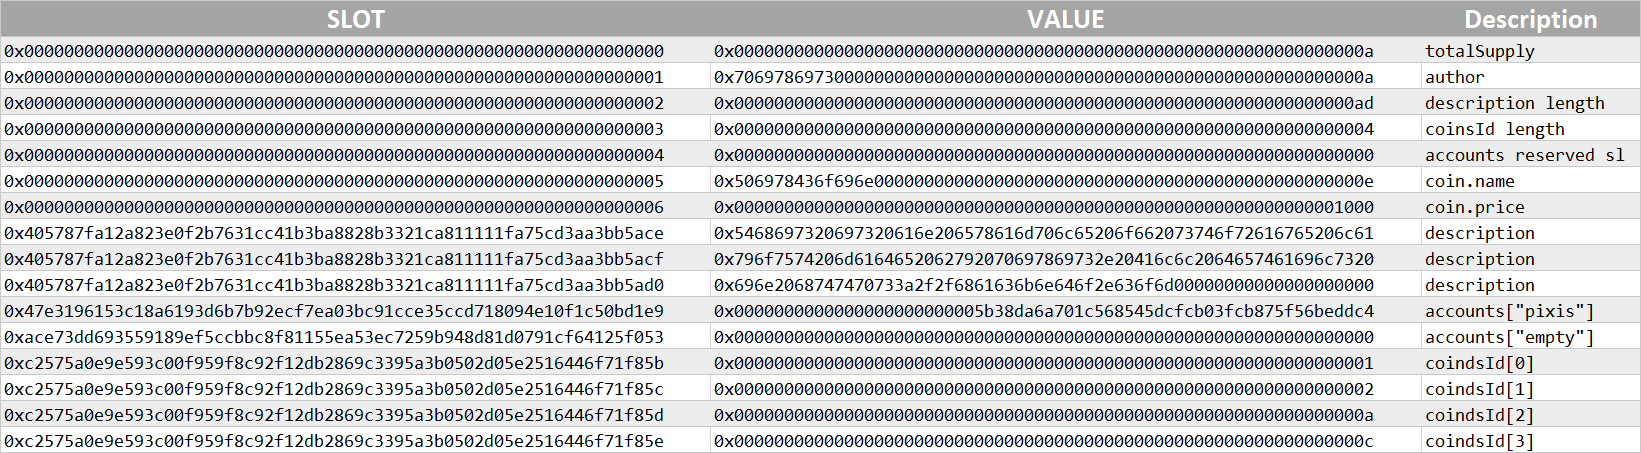 SLOT VALUE Description
0x0000000000000000000000000000000000000000000000000000000000000000 0x000000000000000000000000000000000000000000000000000000000000000a totalSupply
0x0000000000000000000000000000000000000000000000000000000000000001 0x706978697300000000000000000000000000000000000000000000000000000a author
0x0000000000000000000000000000000000000000000000000000000000000002 0x00000000000000000000000000000000000000000000000000000000000000ad description length
0x0000000000000000000000000000000000000000000000000000000000000003 0x0000000000000000000000000000000000000000000000000000000000000004 coinsId length
0x0000000000000000000000000000000000000000000000000000000000000004 0x0000000000000000000000000000000000000000000000000000000000000000 accounts reserved sl
0x0000000000000000000000000000000000000000000000000000000000000005 0x506978436f696e0000000000000000000000000000000000000000000000000e coin.name
0x0000000000000000000000000000000000000000000000000000000000000006 0x0000000000000000000000000000000000000000000000000000000000001000 coin.price
0x405787fa12a823e0f2b7631cc41b3ba8828b3321ca811111fa75cd3aa3bb5ace 0x5468697320697320616e206578616d706c65206f662073746f72616765206c61 description
0x405787fa12a823e0f2b7631cc41b3ba8828b3321ca811111fa75cd3aa3bb5acf 0x796f7574206d6164652062792070697869732e20416c6c2064657461696c7320 description
0x405787fa12a823e0f2b7631cc41b3ba8828b3321ca811111fa75cd3aa3bb5ad0 0x696e2068747470733a2f2f6861636b6e646f2e636f6d00000000000000000000 description
0x47e3196153c18a6193d6b7b92ecf7ea03bc91cce35ccd718094e10f1c50bd1e9 0x0000000000000000000000005b38da6a701c568545dcfcb03fcb875f56beddc4 accounts["pixis"]
0xace73dd693559189ef5ccbbc8f81155ea53ec7259b948d81d0791cf64125f053 0x0000000000000000000000000000000000000000000000000000000000000000 accounts["empty"]
0xc2575a0e9e593c00f959f8c92f12db2869c3395a3b0502d05e2516446f71f85b 0x0000000000000000000000000000000000000000000000000000000000000001 coindsId[0]
0xc2575a0e9e593c00f959f8c92f12db2869c3395a3b0502d05e2516446f71f85c 0x0000000000000000000000000000000000000000000000000000000000000002 coindsId[1]
0xc2575a0e9e593c00f959f8c92f12db2869c3395a3b0502d05e2516446f71f85d 0x000000000000000000000000000000000000000000000000000000000000000a coindsId[2]
0xc2575a0e9e593c00f959f8c92f12db2869c3395a3b0502d05e2516446f71f85e 0x000000000000000000000000000000000000000000000000000000000000000c coindsId[3]